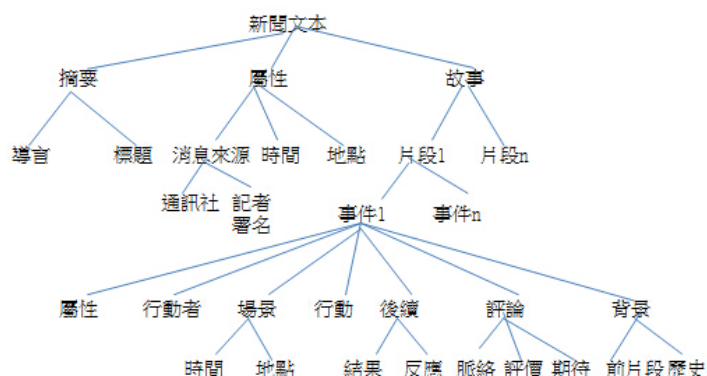 新聞文本
摘要 屬性 故事
導言 標題 消息來源 時間 地點 片段1 片段n
通訊社 記者
署名
事件1 事件n
屬性 行動者 場景 行動 後續 評論 背景
時間 地點 結果 反應 脈絡 評價 期待 前片段 歷史